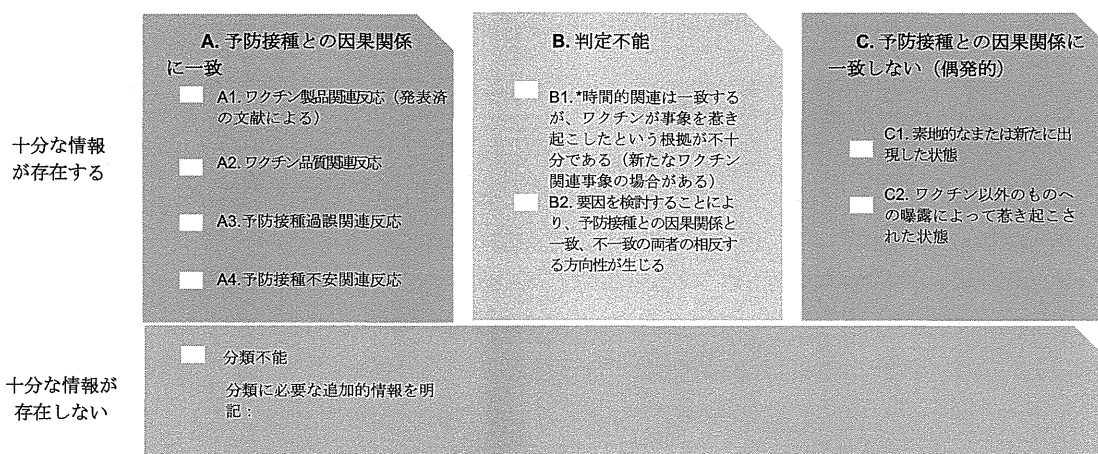 十分な情報
が存在する
A. 予防接種との因果関係
に一致
A1. ワクチン製品関連反応（発表済
の文献による）
A2. ワクチン品質関連反応
A3. 予防接種過誤関連反応
A4.予防接種不安関連反応
B. 判定不能
B1. *時間的関連は一致する
が、ワクチンが事象を惹き
起こしたという根拠が不十
分である（新たなワクチン
関連事象の場合がある）
B2. 要因を検討することによ
り、予防接種との因果関係と
一致、不一致の両者の相反す
る方向性が生じる
C. 予防接種との因果関係に
一致しない（偶発的）
C1. 素地的なまたは新たに出
現した状態
C2. ワクチン以外のものへ
の曝露によって惹き起こさ
れた状態
十分な情報が
存在しない
分類不能
分類に必要な追加的情報を明
記：